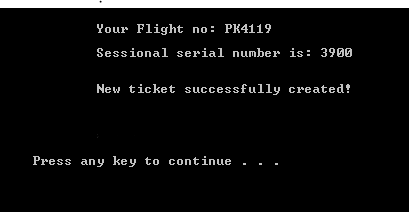 Your Flight no: PK4119
Sessional serial number is: 3900
New ticket successfully created!
Press any key to continue . . .